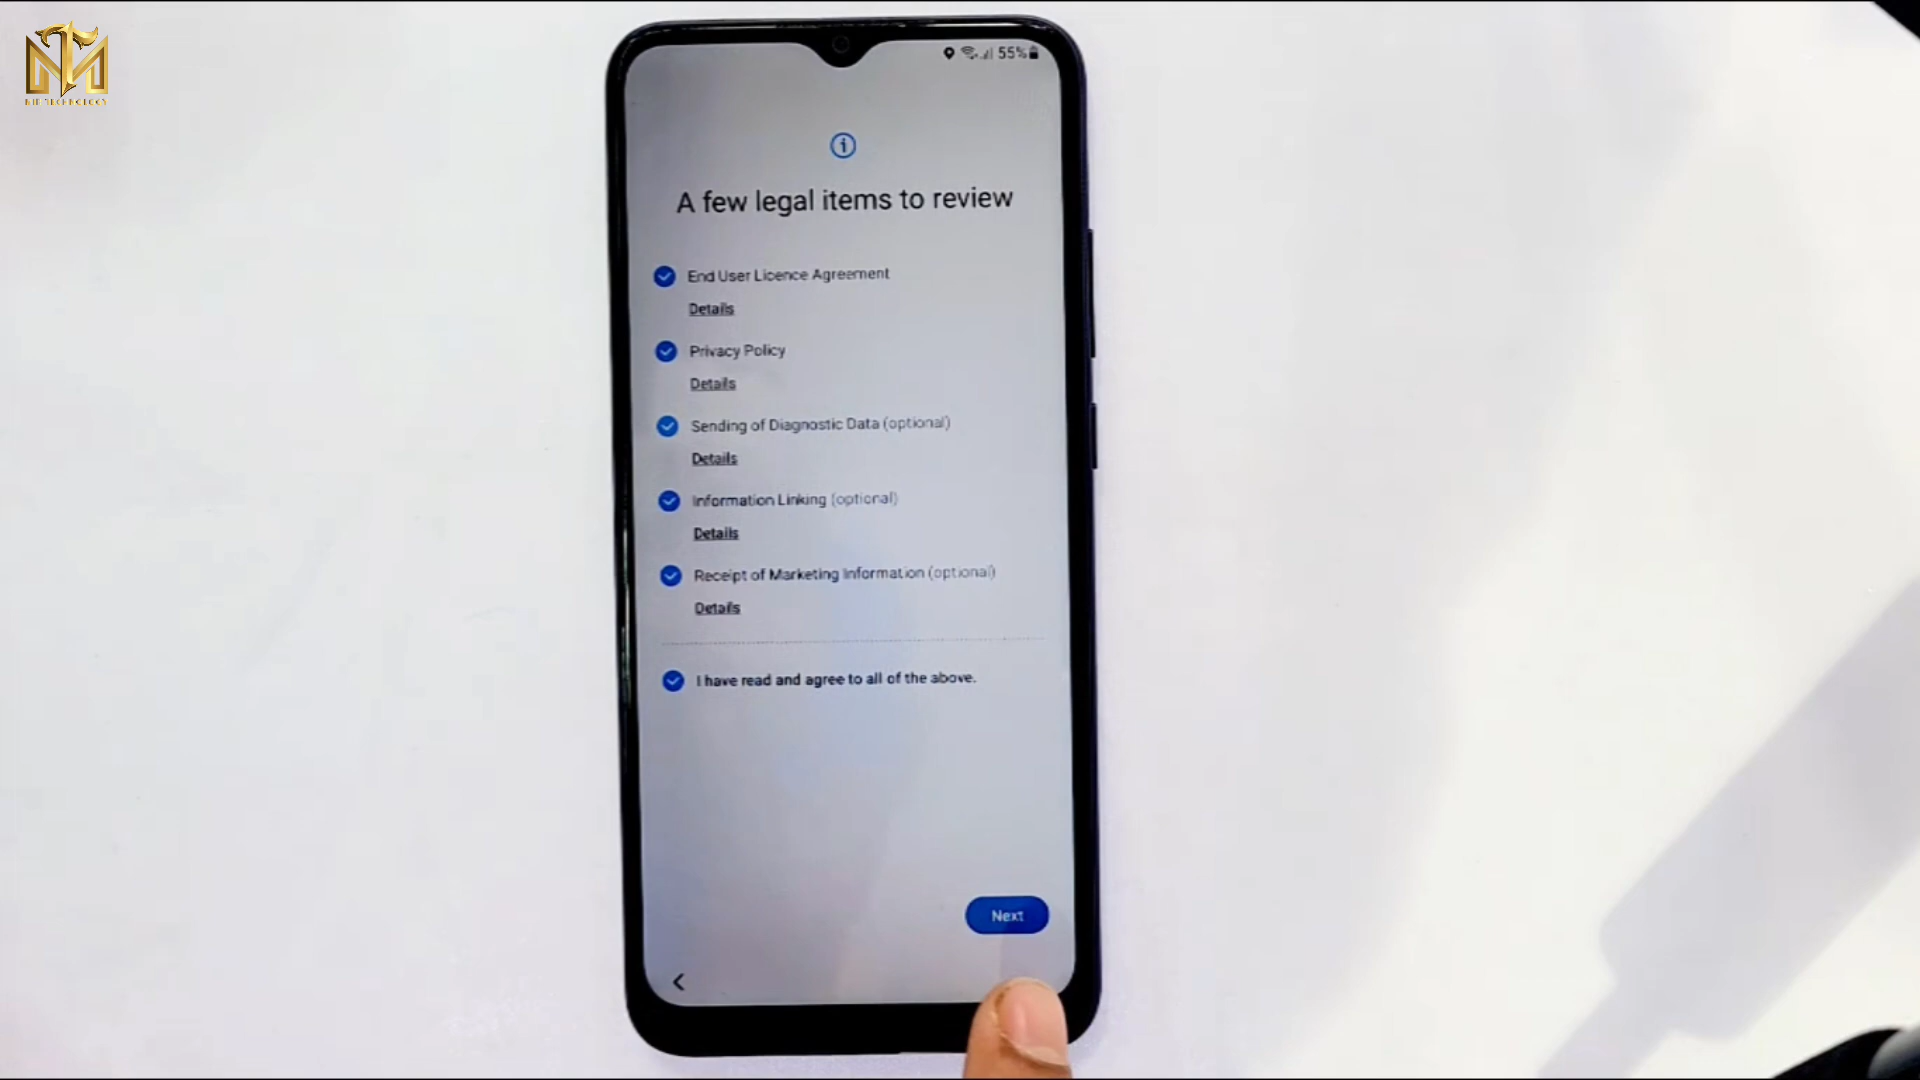 55%
A few legal items to review
End User Licence Agreement
Details
Privacy Policy
Details
Sending of Diagnostic Data (optional)
Details
Information Linking (optional)
Details
Receipt of Marketing Information (optional)
Details
I have read and agree to all of the above.
Next